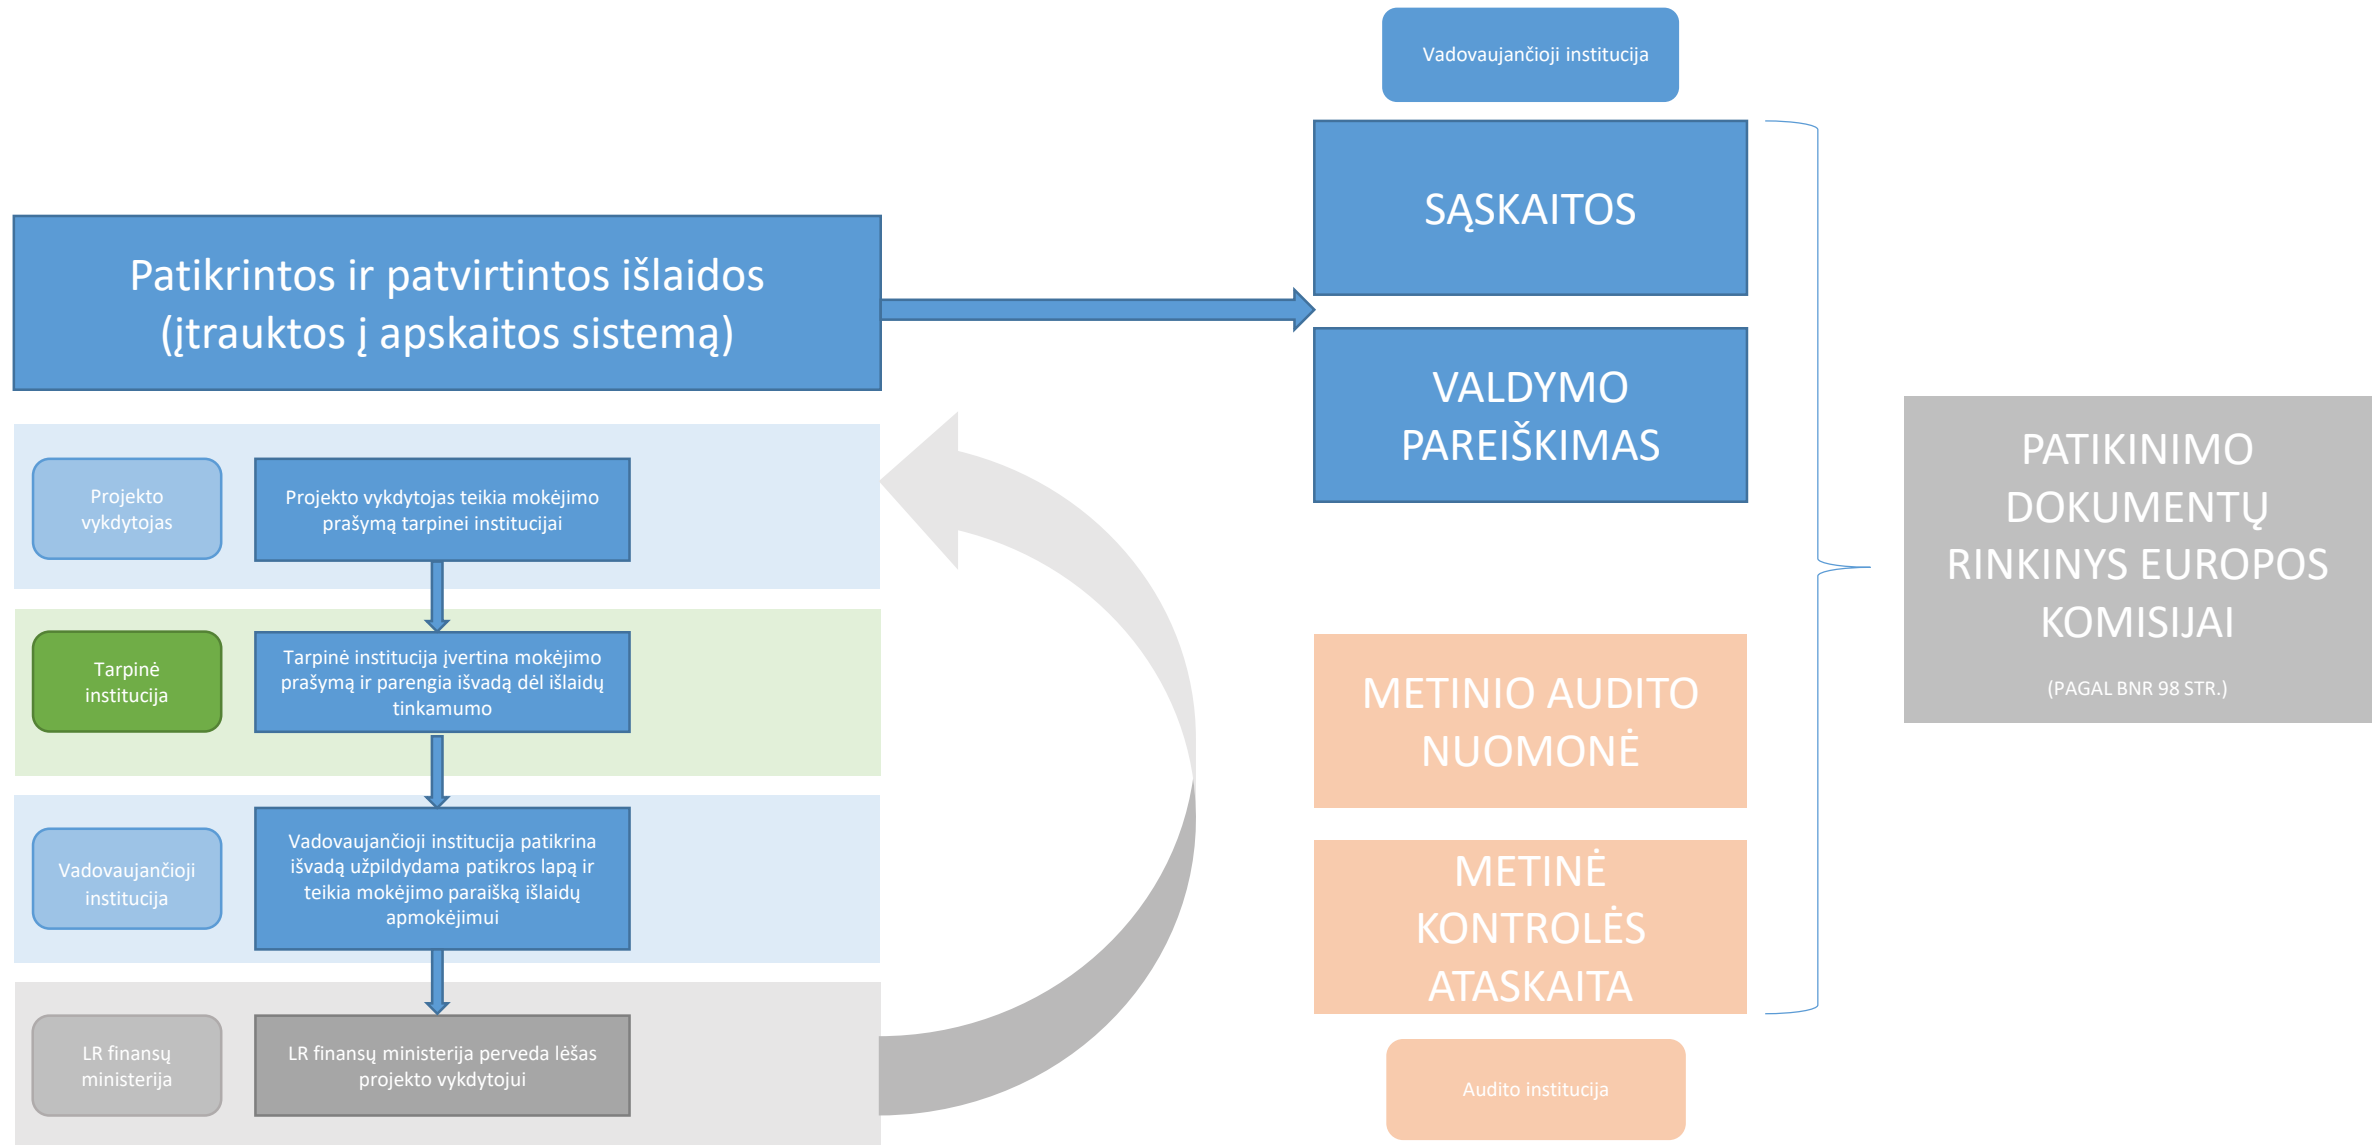 Patikrintos ir patvirtintos išlaidos
(įtrauktos į apskaitos sistemą)
Projekto
vykdytojas
Projekto vykdytojas teikia mokėjimo
prašymą tarpinei institucijai
Tarpinė
institucija
Tarpinė institucija įvertina mokėjimo
prašymą ir parengia išvadą dėl išlaidų
tinkamumo
Vadovaujančioji
institucija
Vadovaujančioji institucija patikrina
išvadą užpildydama patikros lapą ir
teikia mokėjimo paraišką išlaidų
apmokėjimui
LR finansų
ministerija
LR finansų ministerija perveda lėšas
projekto vykdytojui
Vadovaujančioji institucija
SĄSKAITOS
VALDYMO
PAREIŠKIMAS
METINIO AUDITO
NUOMONĖ
METINĖ
KONTROLĖS
ATASKAITA
Audito institucija
PATIKINIMO
DOKUMENTŲ
RINKINYS EUROPOS
KOMISIJAI
(PAGAL BNR 98 STR.)